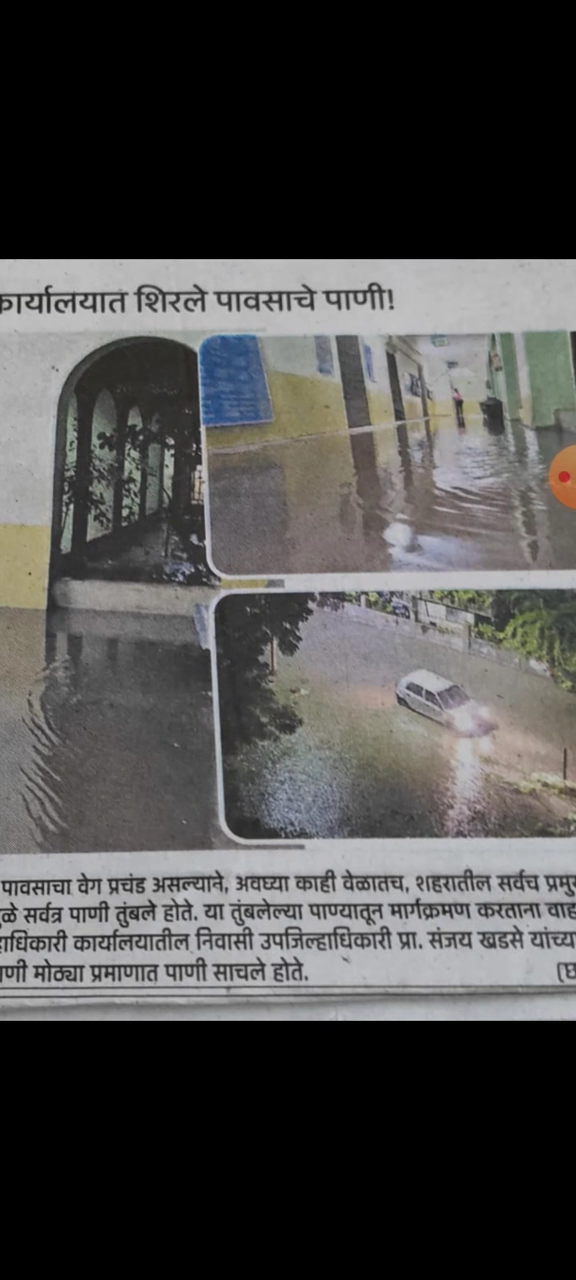 कार्यालयात शिरले पावसाचे पाणी!
पावसाचा वेग प्रचंड असल्याने, अवघ्या काही वेळातच, शहरातील सर्वच
सर्वत्र पाणी तुंबले होते. या तुंबलेल्या पाण्यातून मार्गक्रमण करताना
कार्यालयातील निवासी उपजिल्हाधिकारी प्रा. संजय खडसे यांच्या
मोठ्या प्रमाणात पाणी साचले होते.